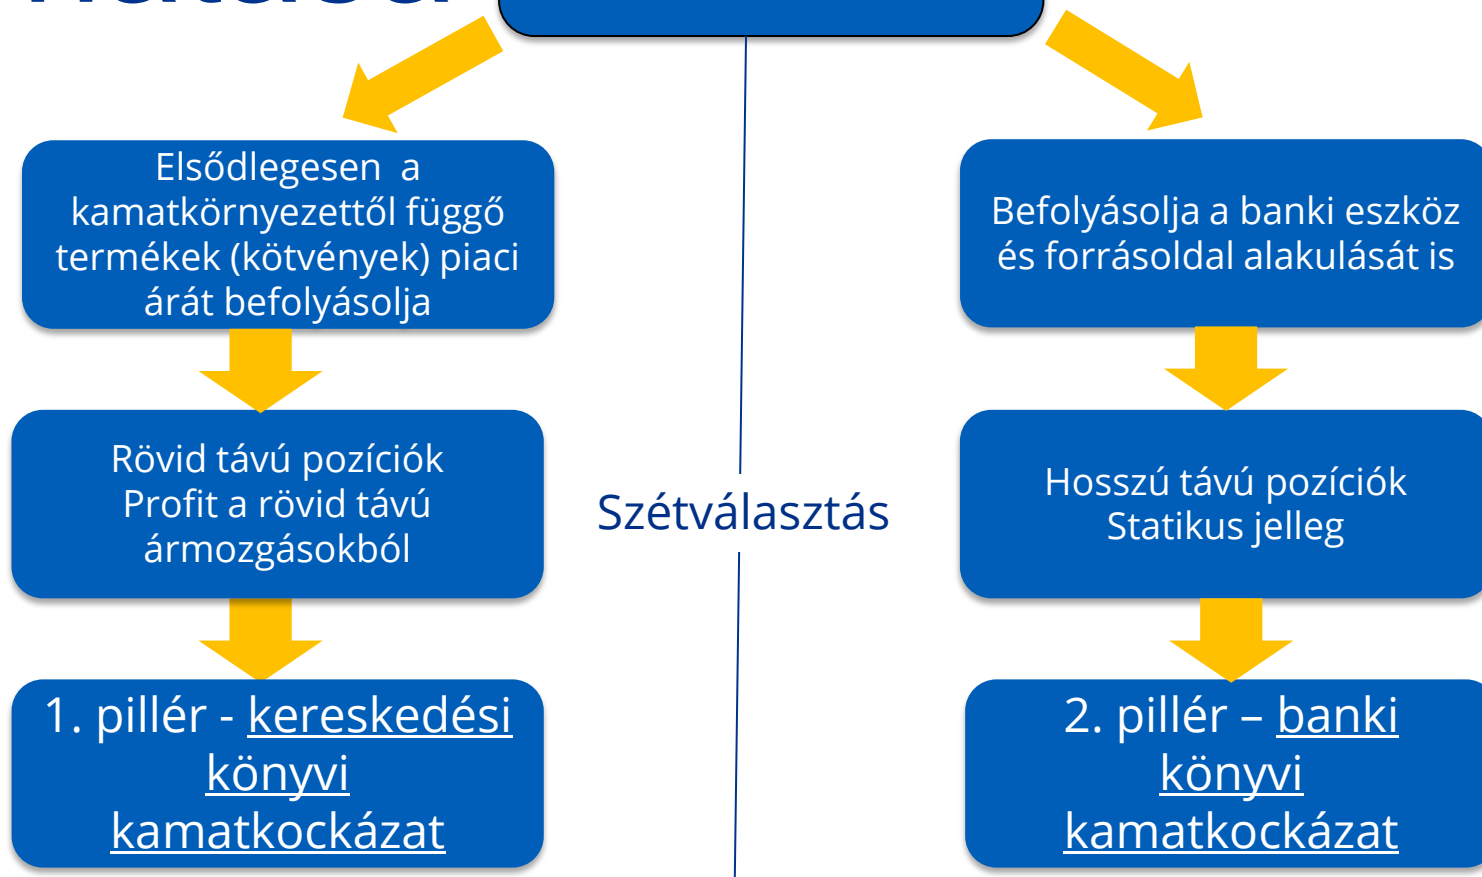 Elsődlegesen a
kamatkörnyezettől függő
termékek (kötvények) piaci
árát befolyásolja
Befolyásolja a banki eszköz
és forrásoldal alakulását is
Rövid távú pozíciók
Profit a rövid távú
ármozgásokból
Szétválasztás
Hosszú távú pozíciók
Statikus jelleg
1. pillér - kereskedési
könyvi
kamatkockázat
2. pillér – banki
könyvi
kamatkockázat